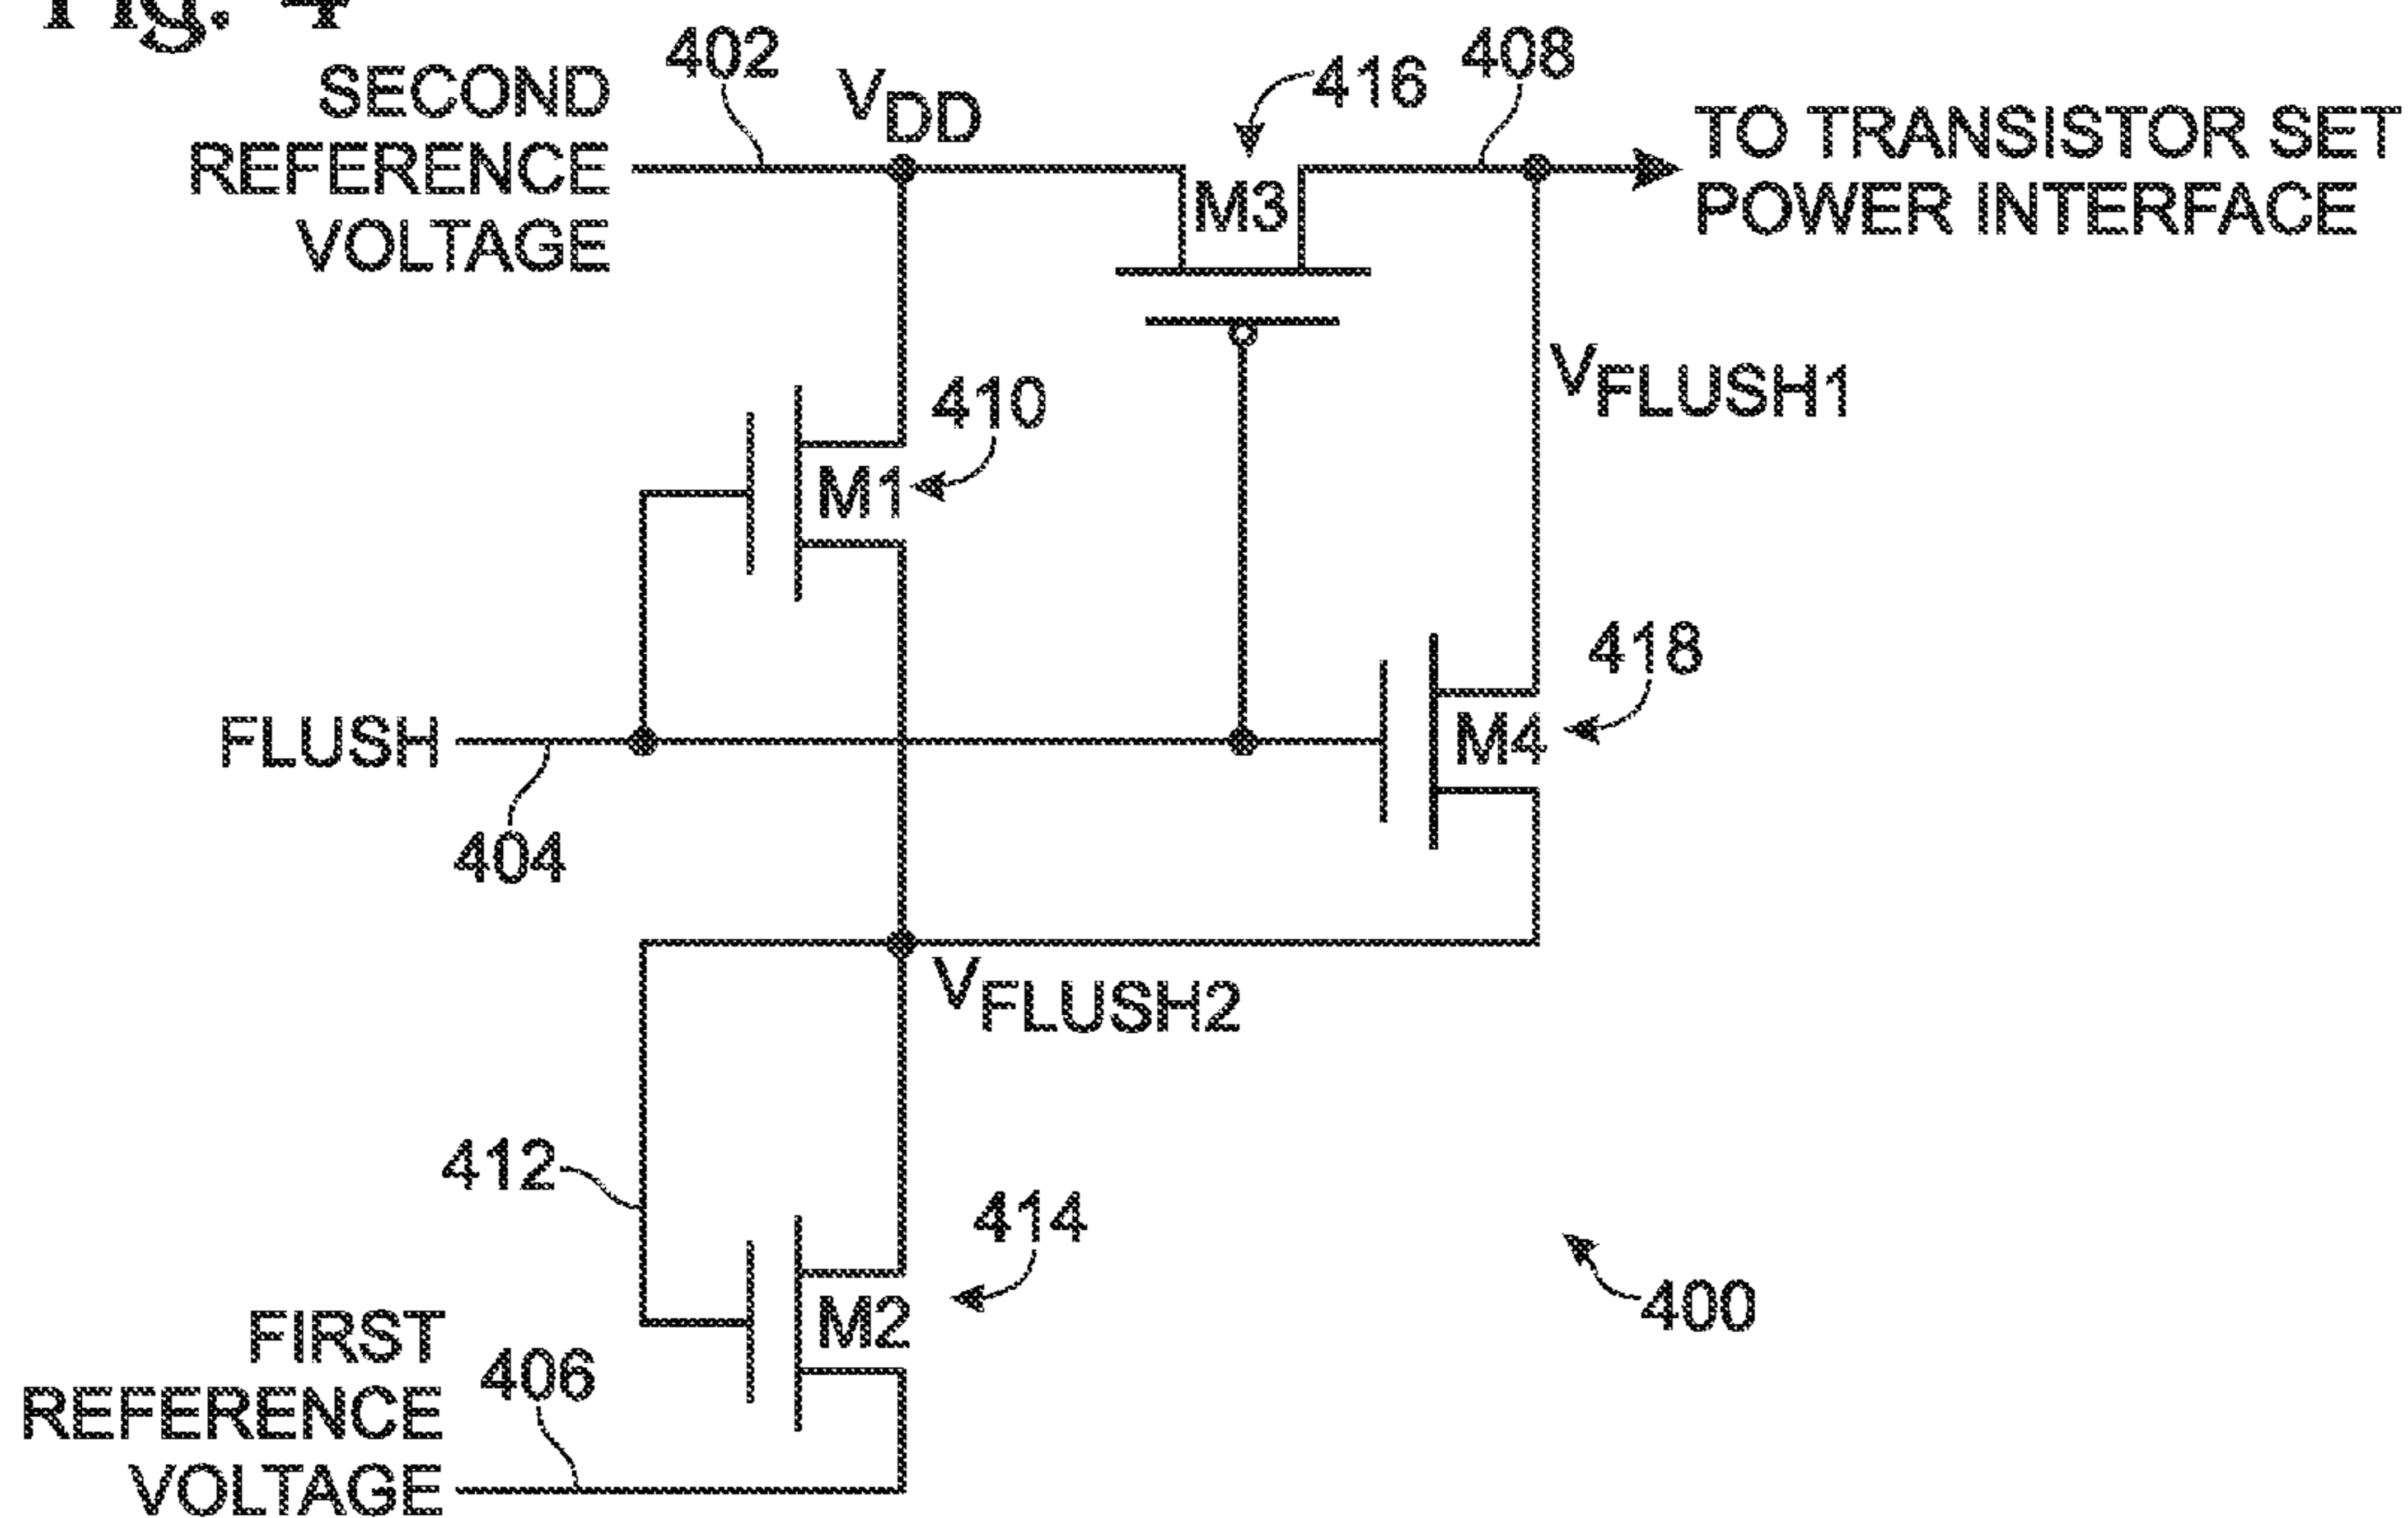 Fig. 4
SECOND
REFERENCE
VOLTAGE
402
VDD
416
408
TO TRANSISTOR SET
POWER INTERFACE
M3
VFLUSH1
410
M1
418
M4
FLUSH
404
VFLUSH2
412
414
M2
400
FIRST
REFERENCE
VOLTAGE
406